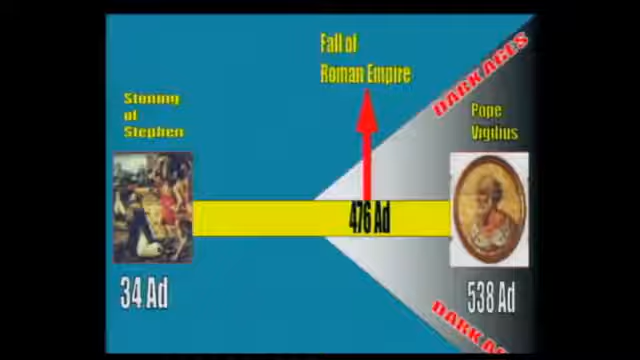 Fall of
Roman Empire
DARK AGES
Stoning
of
Stephen
Pope
Vigilius
476 Ad
34 Ad
538 Ad
DARK AG